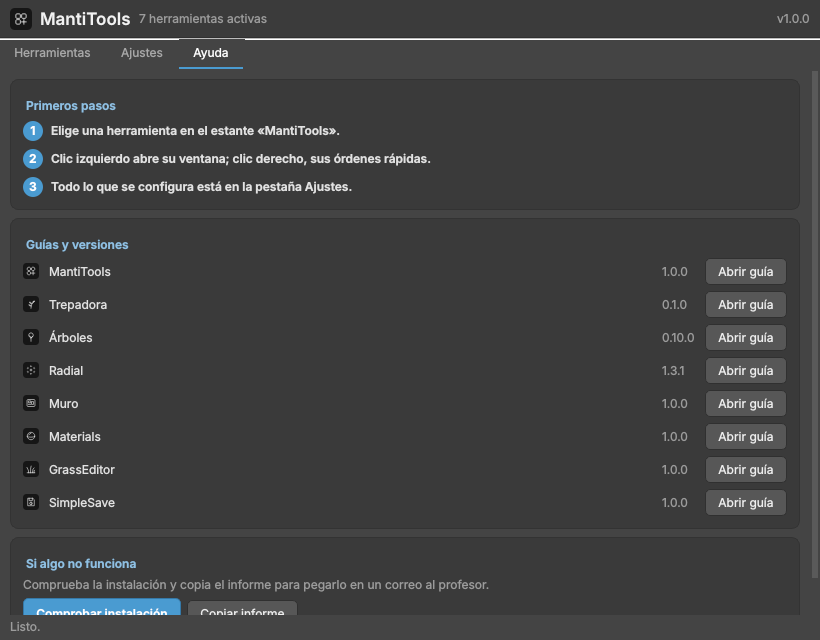 MantiTools 7 herramientas activas v1.0.0
Herramientas Ajustes Ayuda
Primeros pasos
1 Elige una herramienta en el estante «MantiTools».
2 Clic izquierdo abre su ventana; clic derecho, sus órdenes rápidas.
3 Todo lo que se configura está en la pestaña Ajustes.
Guías y versiones
MantiTools 1.0.0 Abrir guía
Trepadora 0.1.0 Abrir guía
Árboles 0.10.0 Abrir guía
Radial 1.3.1 Abrir guía
Muro 1.0.0 Abrir guía
Materials 1.0.0 Abrir guía
GrassEditor 1.0.0 Abrir guía
SimpleSave 1.0.0 Abrir guía
Si algo no funciona
Comprueba la instalación y copia el informe para pegarlo en un correo al profesor.
Comprobar instalación Copiar informe
Listo.